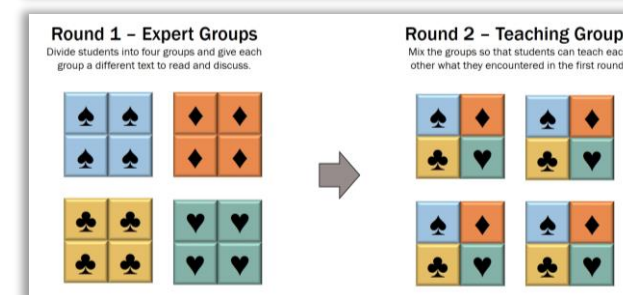 Round 1 – Expert Groups
Divide students into four groups and give each
group a different text to read and discuss.
Round 2 – Teaching Group
Mix the groups so that students can teach eac
other what they encountered in the first round